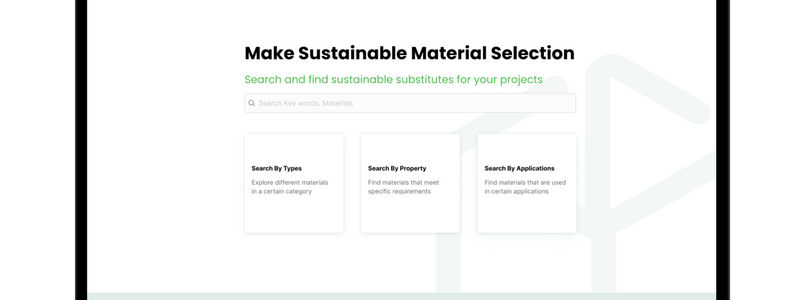 Make Sustainable Material Selection
Search and find sustainable substitutes for your projects
Search Key words, Materials
Search By Types
Explore different materials
in a certain category
Search By Property
Find materials that meet
specific requirements
Search By Applications
Find materials that are used
in certain applications